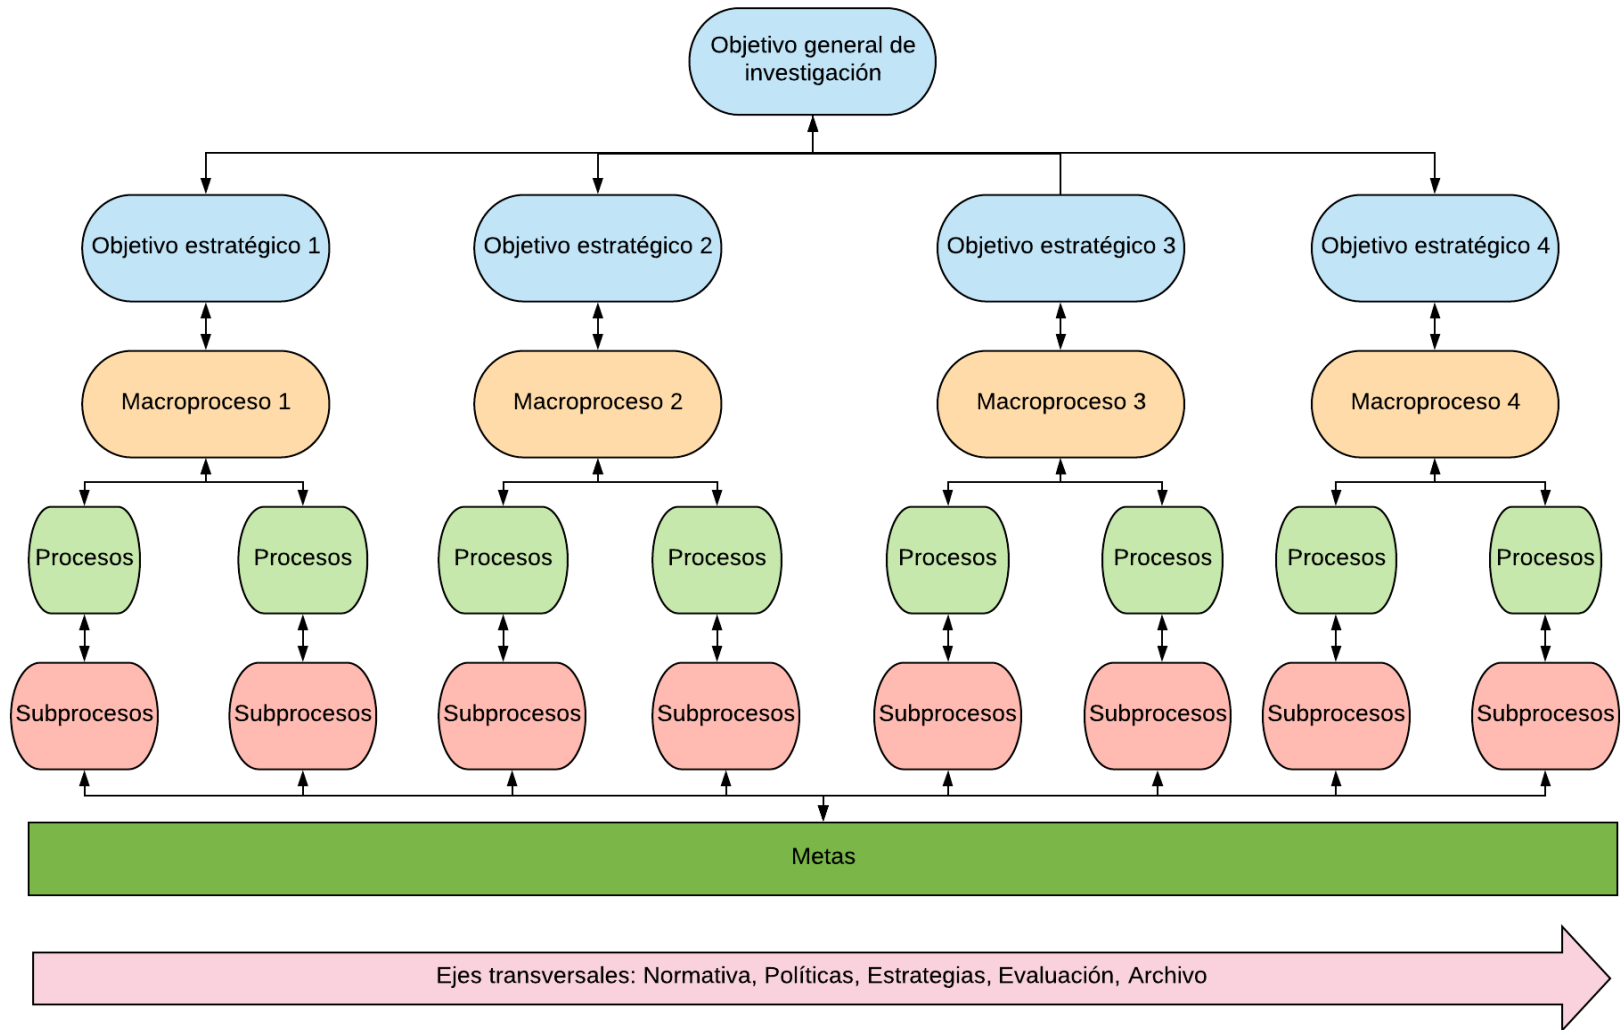 Objetivo general de
investigación
Objetivo estratégico 1
Objetivo estratégico 2
Objetivo estratégico 3
Objetivo estratégico 4
Macroproceso 1
Macroproceso 2
Macroproceso 3
Macroproceso 4
Procesos
Procesos
Procesos
Procesos
Procesos
Procesos
Procesos
Procesos
Subprocesos
Subprocesos
Subprocesos
Subprocesos
Subprocesos
Subprocesos
Subprocesos
Subprocesos
Metas
Ejes transversales: Normativa, Políticas, Estrategias, Evaluación, Archivo